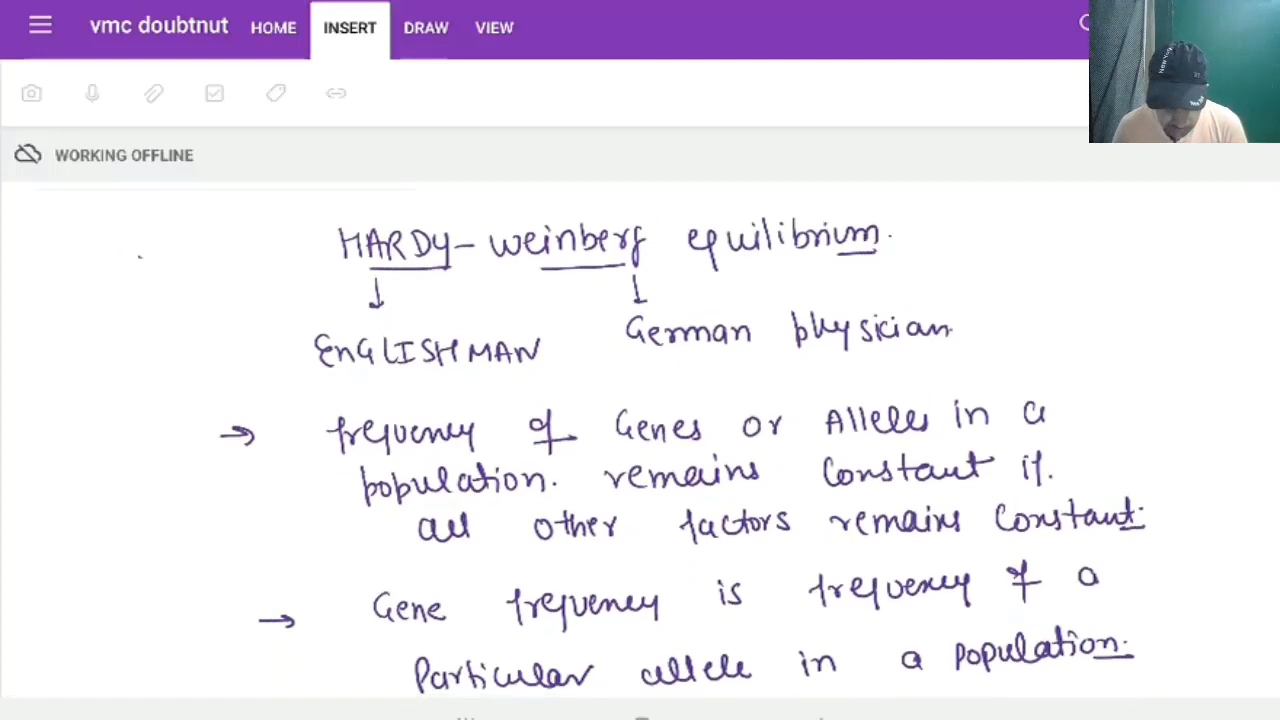 vmc doubtnut HOME INSERT DRAW VIEW
WORKING OFFLINE
HARDY - weinberg equilibrium.
ENGLISHMAN German physician
→ frequency of Genes or Alleles in a
population. remains constant if.
all other factors remains constant.
→ Gene frequency is frequency of a
Particular allele in a population.